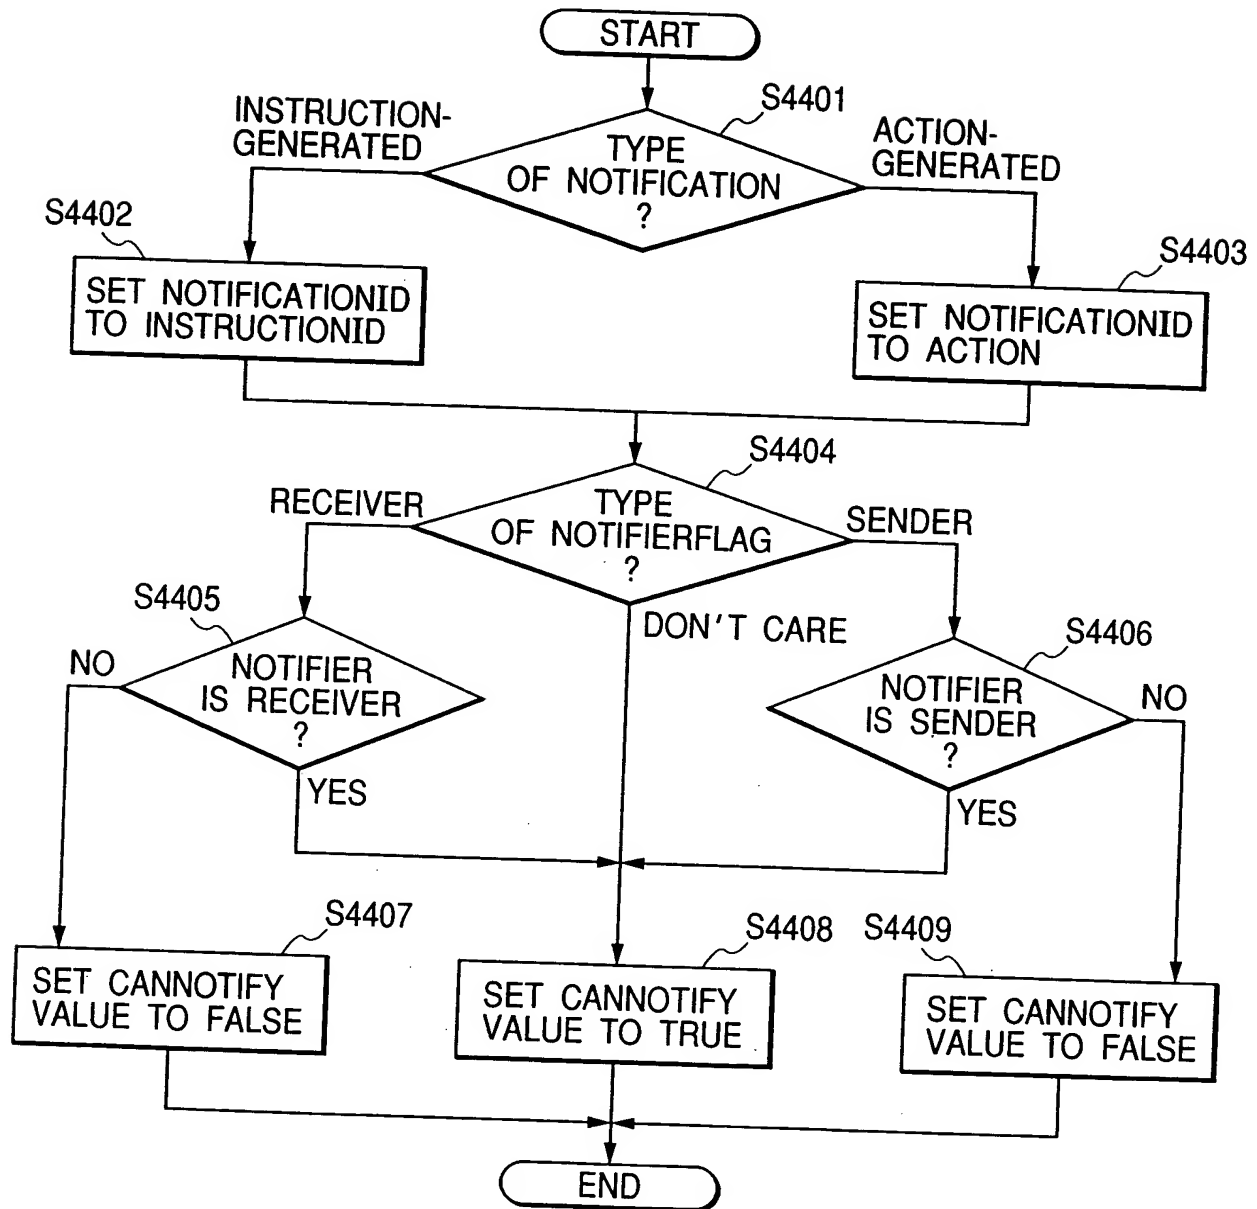 START
S4401
INSTRUCTION-
GENERATED
TYPE
OF NOTIFICATION
?
ACTION-
GENERATED
S4402
SET NOTIFICATIONID
TO INSTRUCTIONID
S4403
SET NOTIFICATIONID
TO ACTION
S4404
RECEIVER
TYPE
OF NOTIFIERFLAG
?
SENDER
DON'T CARE
S4405
NO
NOTIFIER
IS RECEIVER
?
YES
S4406
NOTIFIER
IS SENDER
?
NO
YES
S4407
SET CANNOTIFY
VALUE TO FALSE
S4408
SET CANNOTIFY
VALUE TO TRUE
S4409
SET CANNOTIFY
VALUE TO FALSE
END